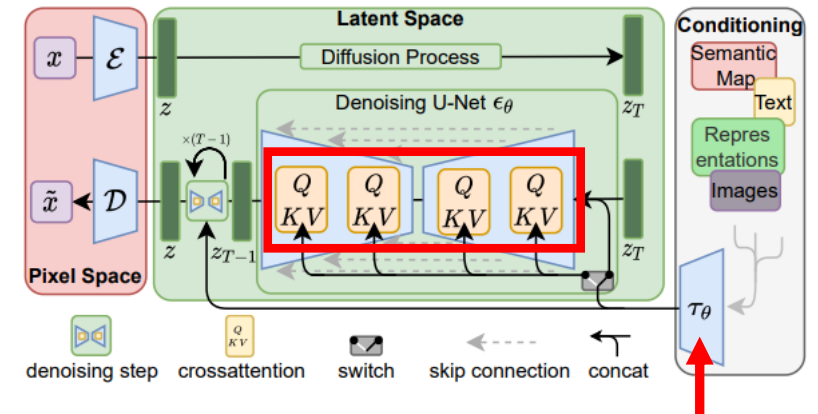 Latent Space
Conditioning
x
ℰ
Diffusion Process
z
z_T
Semantic
Map
Text
Repres
entations
Images
Denoising U-Net ϵ_θ
×(T−1)
x̃
𝒟
z
z_{T−1}
Q
KV
Q
KV
Q
KV
Q
KV
z_T
Pixel Space
τ_θ
Q
KV
denoising step
crossattention
switch
skip connection
concat